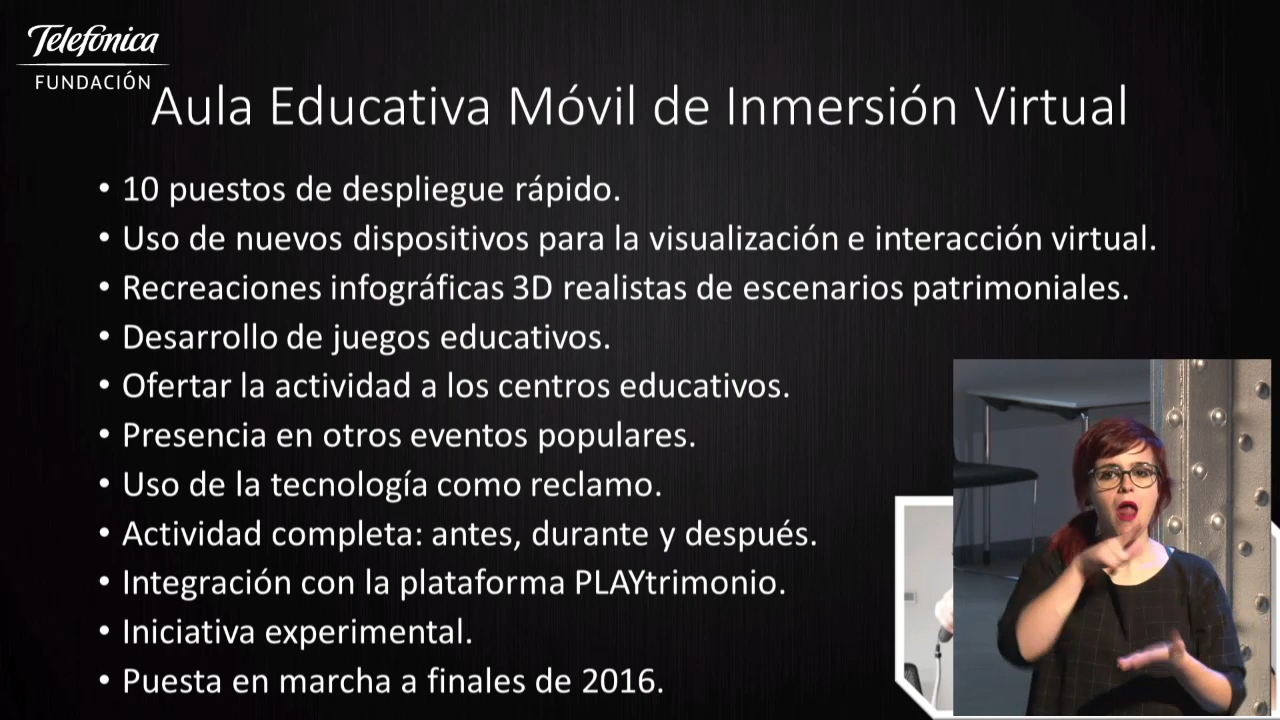 Telefónica
FUNDACIÓN
Aula Educativa Móvil de Inmersión Virtual
• 10 puestos de despliegue rápido.
• Uso de nuevos dispositivos para la visualización e interacción virtual.
• Recreaciones infográficas 3D realistas de escenarios patrimoniales.
• Desarrollo de juegos educativos.
• Ofertar la actividad a los centros educativos.
• Presencia en otros eventos populares.
• Uso de la tecnología como reclamo.
• Actividad completa: antes, durante y después.
• Integración con la plataforma PLAYtrimonio.
• Iniciativa experimental.
• Puesta en marcha a finales de 2016.